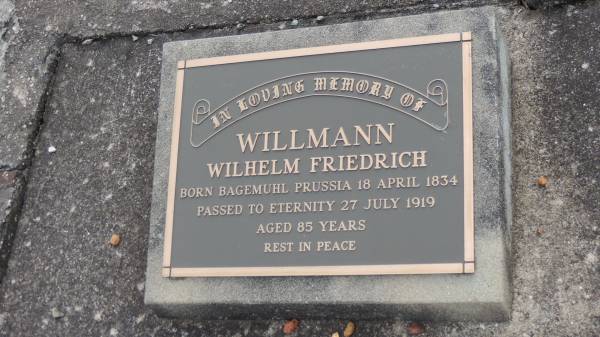 IN LOVING MEMORY OF
WILLMANN
WILHELM FRIEDRICH
BORN BAGEMUHL PRUSSIA 18 APRIL 1834
PASSED TO ETERNITY 27 JULY 1919
AGED 85 YEARS
REST IN PEACE